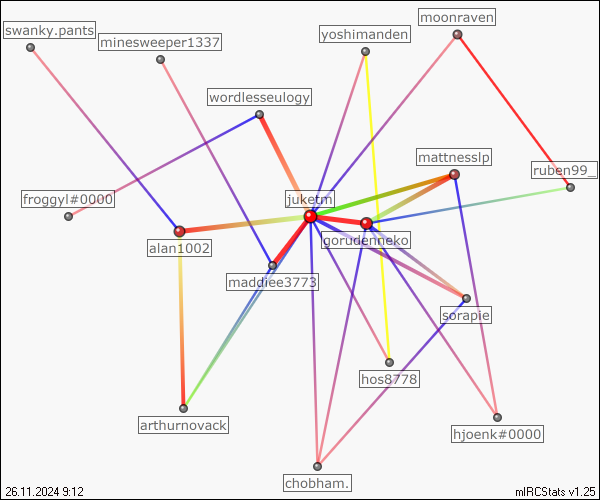 moonraven
swanky.pants
yoshimanden
minesweeper1337
wordlesseulogy
mattnesslp
ruben99_
froggyl#0000
juketm
gorudenneko
alan1002
maddiee3773
sorapie
hos8778
arthurnovack
hjoenk#0000
chobham.
26.11.2024 9:12
mIRCStats v1.25